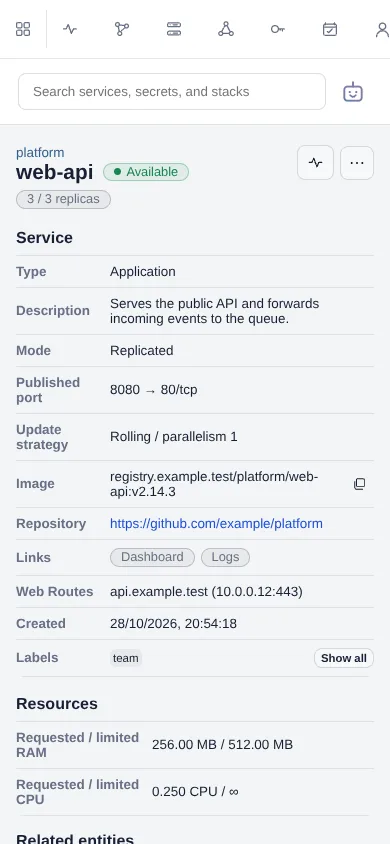 Search services, secrets, and stacks
platform
web-api
Available
3 / 3 replicas
Service
Type
Application
Description
Serves the public API and forwards
incoming events to the queue.
Mode
Replicated
Published
port
8080 → 80/tcp
Update
strategy
Rolling / parallelism 1
Image
registry.example.test/platform/web-
api:v2.14.3
Repository
https://github.com/example/platform
Links
Dashboard
Logs
Web Routes
api.example.test (10.0.0.12:443)
Created
28/10/2026, 20:54:18
Labels
team
Show all
Resources
Requested / limited
RAM
256.00 MB / 512.00 MB
Requested / limited
CPU
0.250 CPU / ∞
Related entities